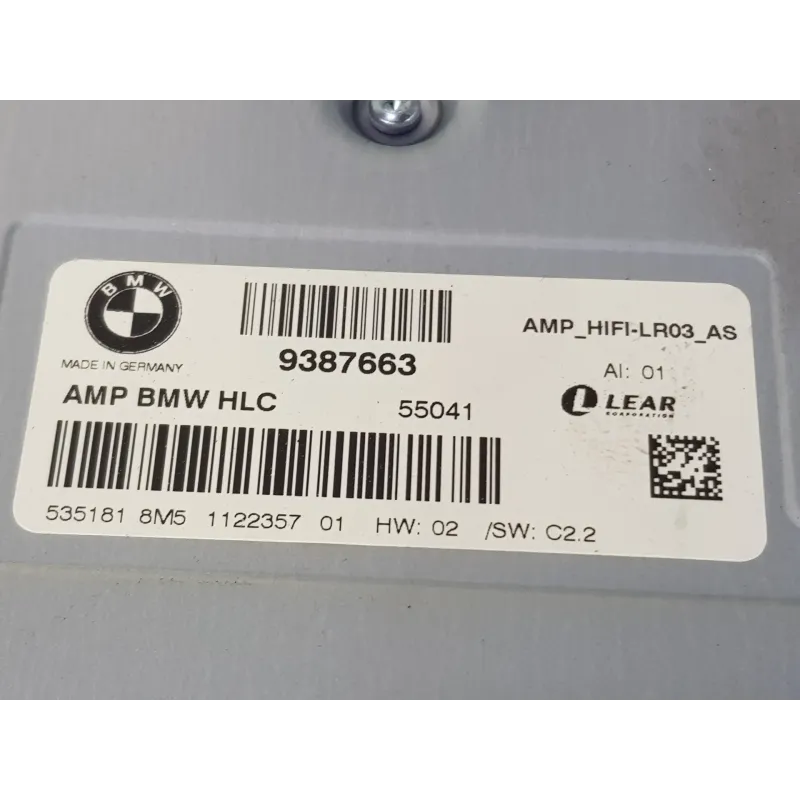 BMW
MADE IN GERMANY
9387663
AMP BMW HLC
55041
535181 8M5 1122357 01 HW: 02 /SW: C2.2
AMP_HIFI-LR03_AS
AI: 01
L LEAR
CORPORATION